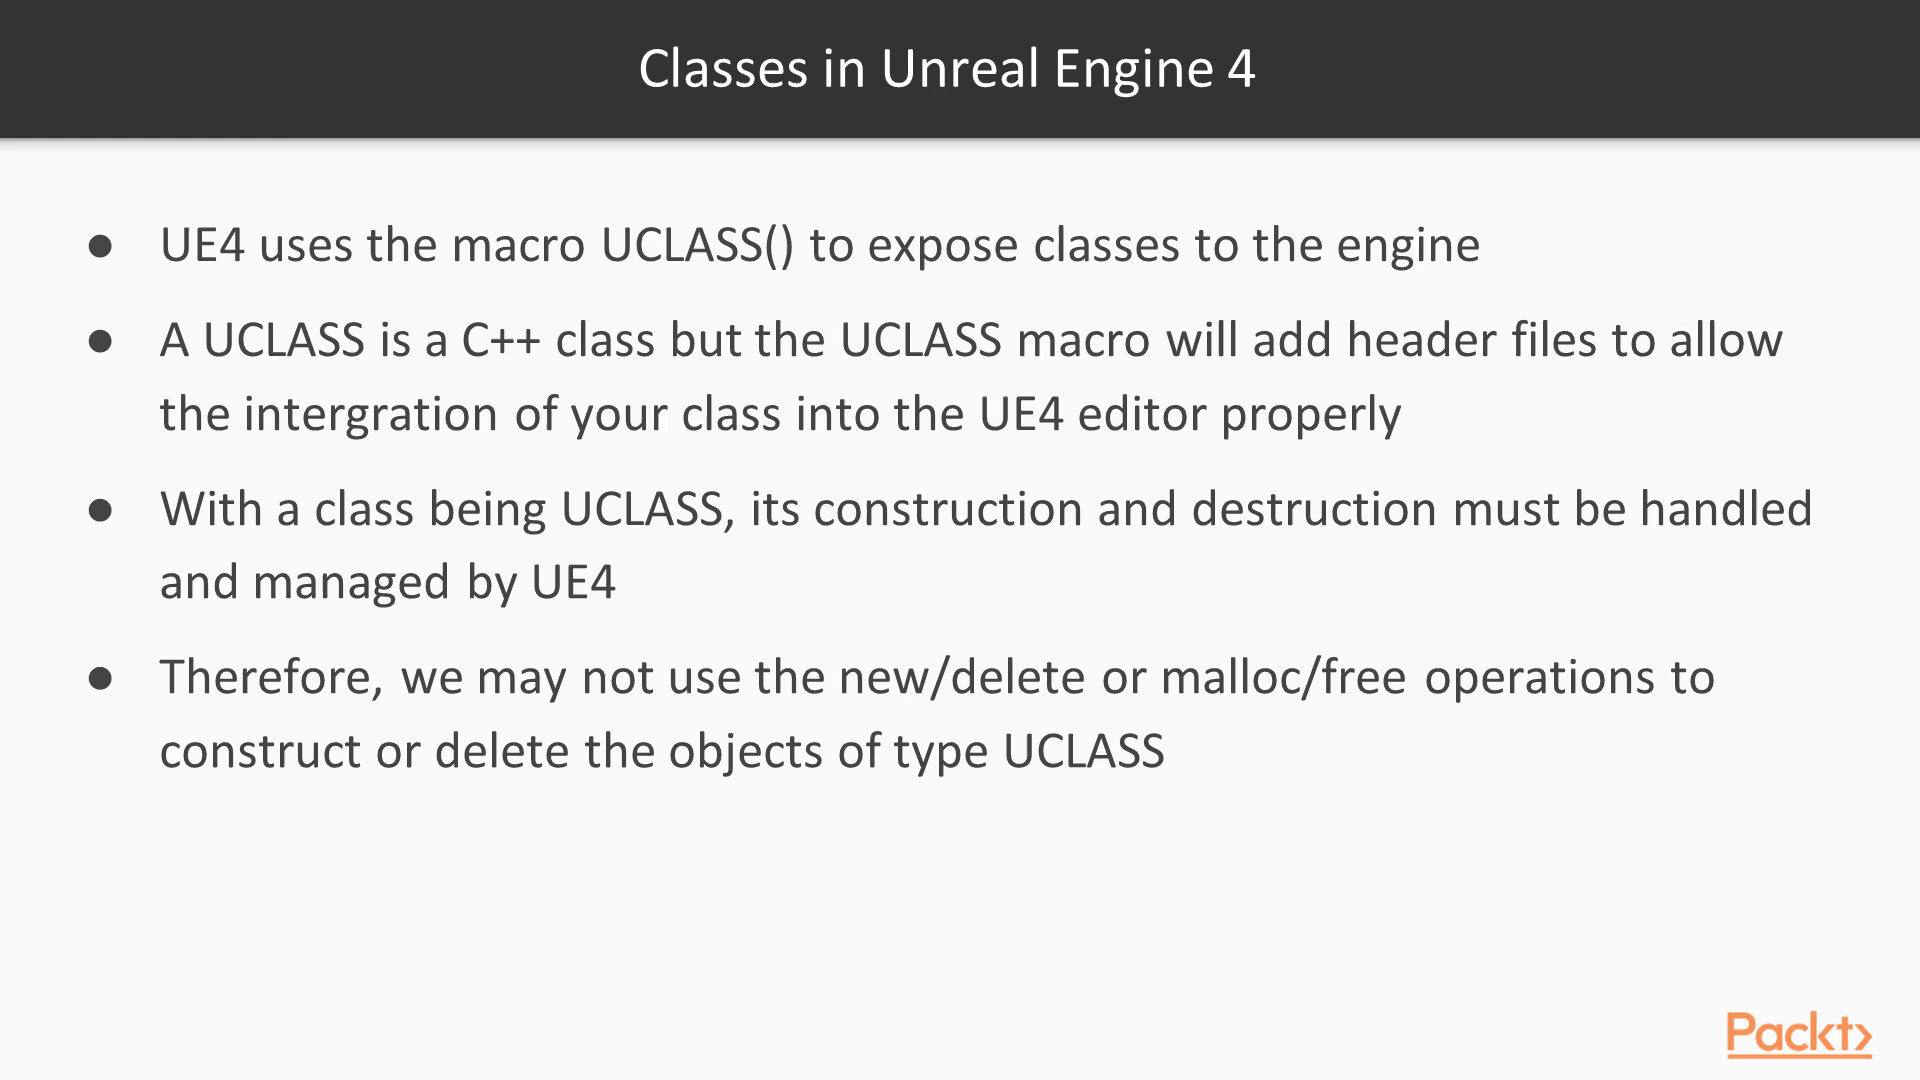 Classes in Unreal Engine 4
● UE4 uses the macro UCLASS() to expose classes to the engine
● A UCLASS is a C++ class but the UCLASS macro will add header files to allow
the intergration of your class into the UE4 editor properly
● With a class being UCLASS, its construction and destruction must be handled
and managed by UE4
● Therefore, we may not use the new/delete or malloc/free operations to
construct or delete the objects of type UCLASS
Packt>